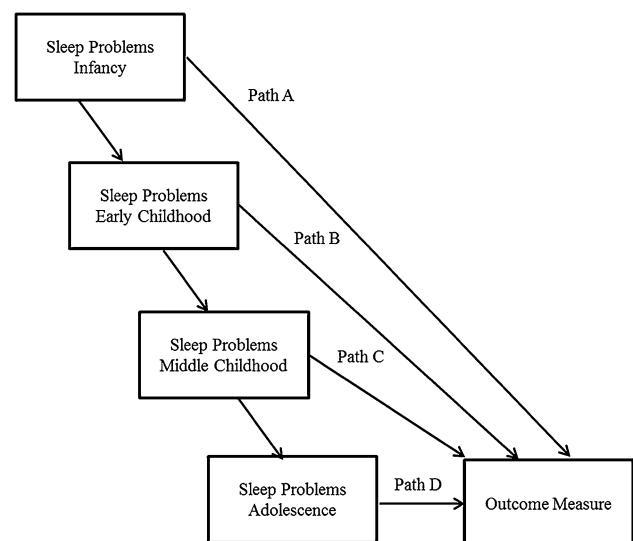 Sleep Problems
Infancy
Path A
Sleep Problems
Early Childhood
Path B
Sleep Problems
Middle Childhood
Path C
Sleep Problems
Adolescence
Path D
Outcome Measure